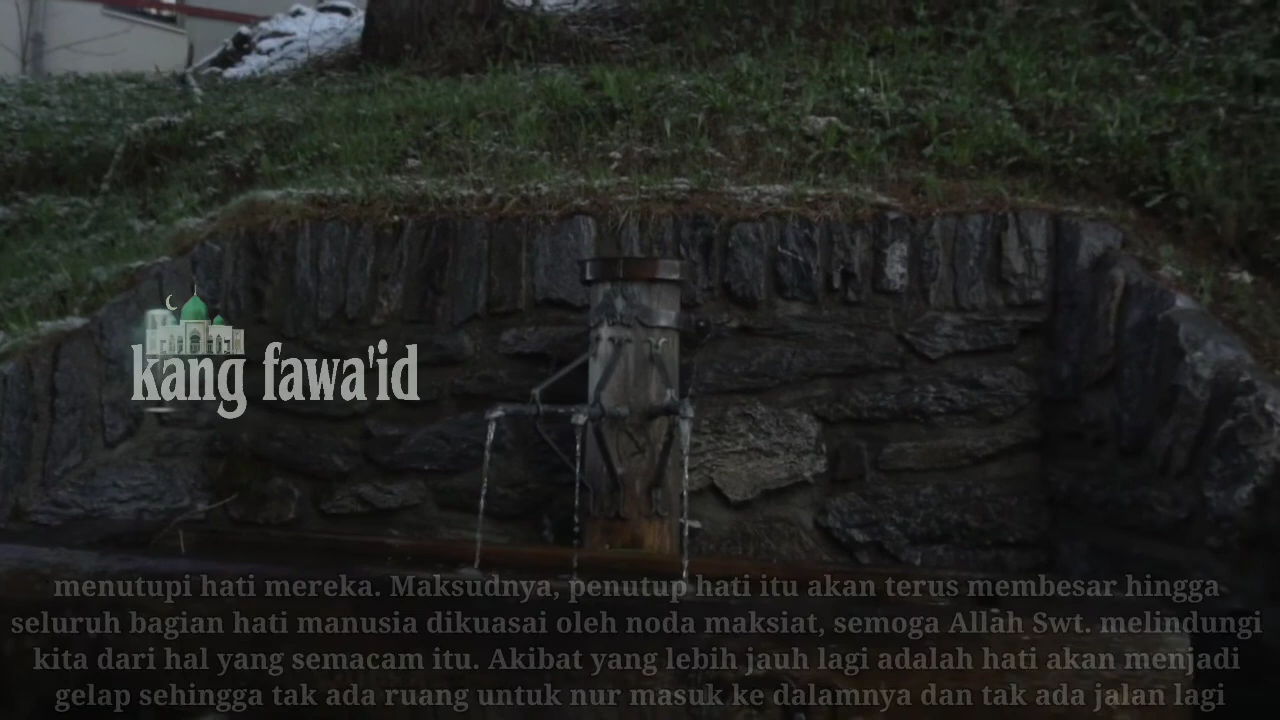 kang fawa'id
menutupi hati mereka. Maksudnya, penutup hati itu akan terus membesar hingga
seluruh bagian hati manusia dikuasai oleh noda maksiat, semoga Allah Swt. melindungi
kita dari hal yang semacam itu. Akibat yang lebih jauh lagi adalah hati akan menjadi
gelap sehingga tak ada ruang untuk nur masuk ke dalamnya dan tak ada jalan lagi